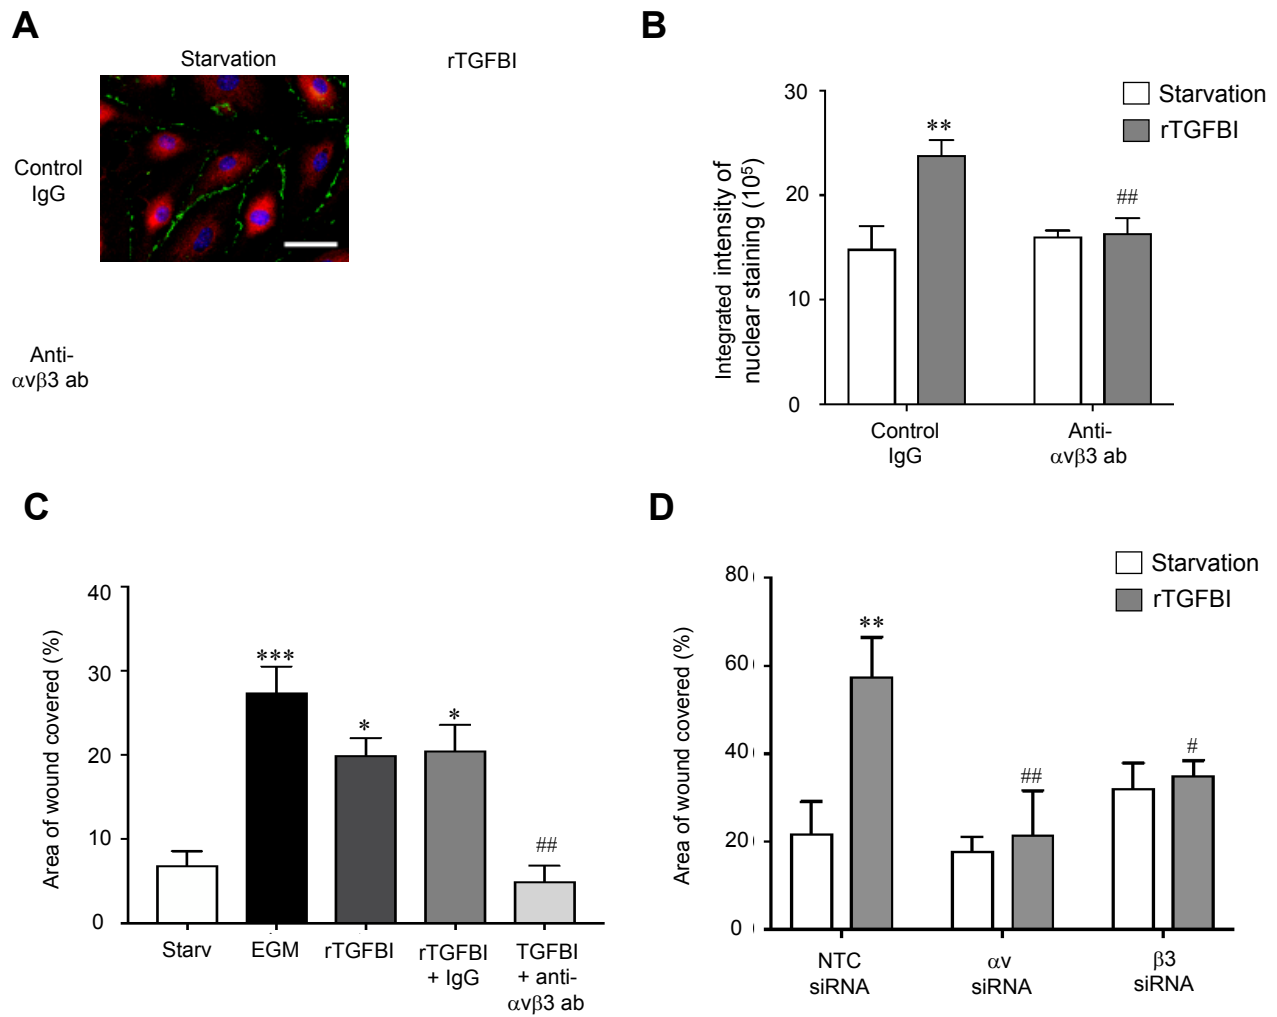 A
Starvation
rTGFBI
Control
IgG
Anti-
αvβ3 ab
B
Starvation
rTGFBI
Integrated intensity of
nuclear staining (10⁵)
30
20
10
0
**
##
Control
IgG
Anti-
αvβ3 ab
C
Area of wound covered (%)
40
30
20
10
0
***
*
*
##
Starv
EGM
rTGFBI
rTGFBI
+ IgG
TGFBI
+ anti-
αvβ3 ab
D
Starvation
rTGFBI
Area of wound covered (%)
80
60
40
20
0
**
##
#
NTC
siRNA
αv
siRNA
β3
siRNA